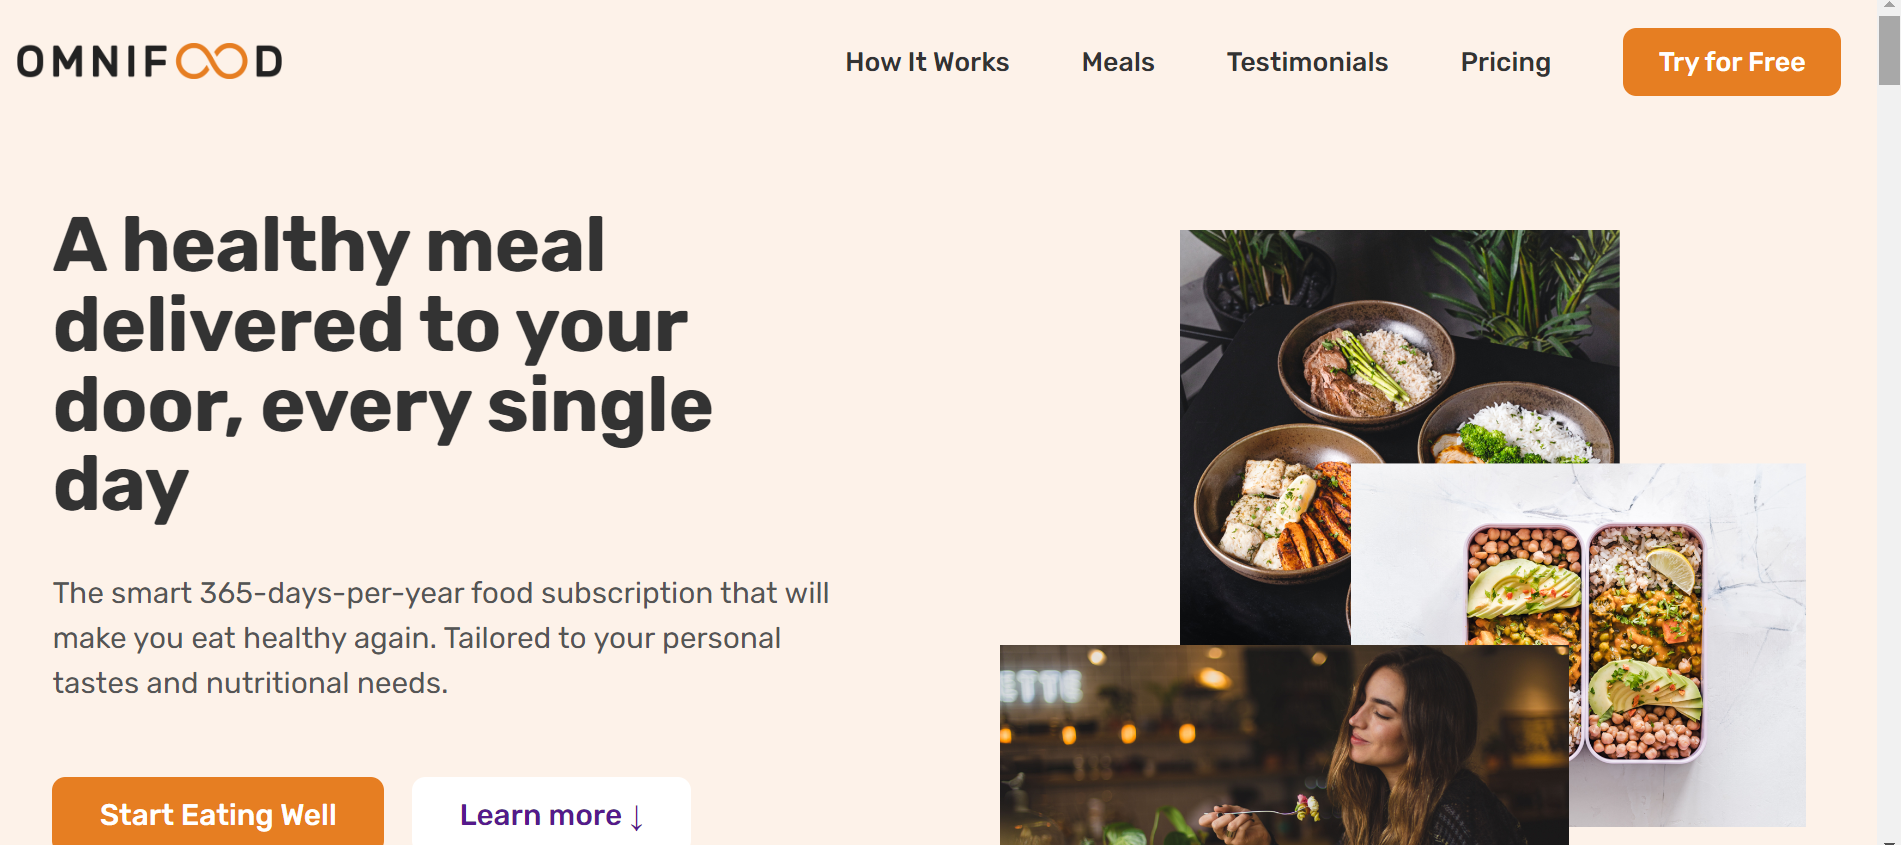 OMNIFOOD
How It Works
Meals
Testimonials
Pricing
Try for Free
A healthy meal
delivered to your
door, every single
day
The smart 365-days-per-year food subscription that will
make you eat healthy again. Tailored to your personal
tastes and nutritional needs.
Start Eating Well
Learn more ↓
ETTE